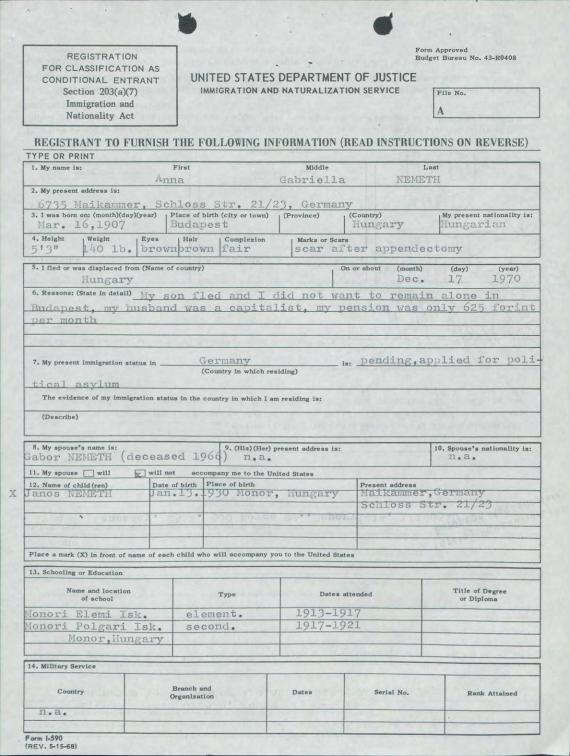 Form Approved
Budget Bureau No. 43-R0408
REGISTRATION
FOR CLASSIFICATION AS
CONDITIONAL ENTRANT
Section 203(a)(7)
Immigration and
Nationality Act
UNITED STATES DEPARTMENT OF JUSTICE
IMMIGRATION AND NATURALIZATION SERVICE
File No.
A
REGISTRANT TO FURNISH THE FOLLOWING INFORMATION (READ INSTRUCTIONS ON REVERSE)
TYPE OR PRINT
1. My name is: First Middle Last
Anna Gabriella NEMETH
2. My present address is:
6735 Maikammer, Schloss Str. 21/23, Germany
3. I was born on: (month)(day)(year) Place of birth (city or town) (Province) (Country) My present nationality is:
Mar. 16,1907 Budapest Hungary Hungarian
4. Height Weight Eyes Hair Complexion Marks or Scars
5'3" 140 lb. brown brown fair scar after appendectomy
5. I fled or was displaced from (Name of country) On or about (month) (day) (year)
Hungary Dec. 17 1970
6. Reasons: (State in detail) My son fled and I did not want to remain alone in
Budapest, my husband was a capitalist, my pension was only 625 forint
per month
7. My present immigration status in Germany is: pending,applied for poli-
(Country in which residing)
tical asylum
The evidence of my immigration status in the country in which I am residing is:
(Describe)
8. My spouse's name is: 9. (His)(Her) present address is: 10. Spouse's nationality is:
Gabor NEMETH (deceased 1966) n.a. n.a.
11. My spouse will will not accompany me to the United States
12. Name of child(ren) Date of birth Place of birth Present address
X Janos NEMETH Jan.13.1930 Monor, Hungary Maikammer,Germany
Schloss Str. 21/23
Place a mark (X) in front of name of each child who will accompany you to the United States
13. Schooling or Education
Name and location of school Type Dates attended Title of Degree or Diploma
Monori Elemi Isk. element. 1913-1917
Monori Polgari Isk. second. 1917-1921
Monor,Hungary
14. Military Service
Country Branch and Organization Dates Serial No. Rank Attained
n.a.
Form I-590
(REV. 5-15-68)